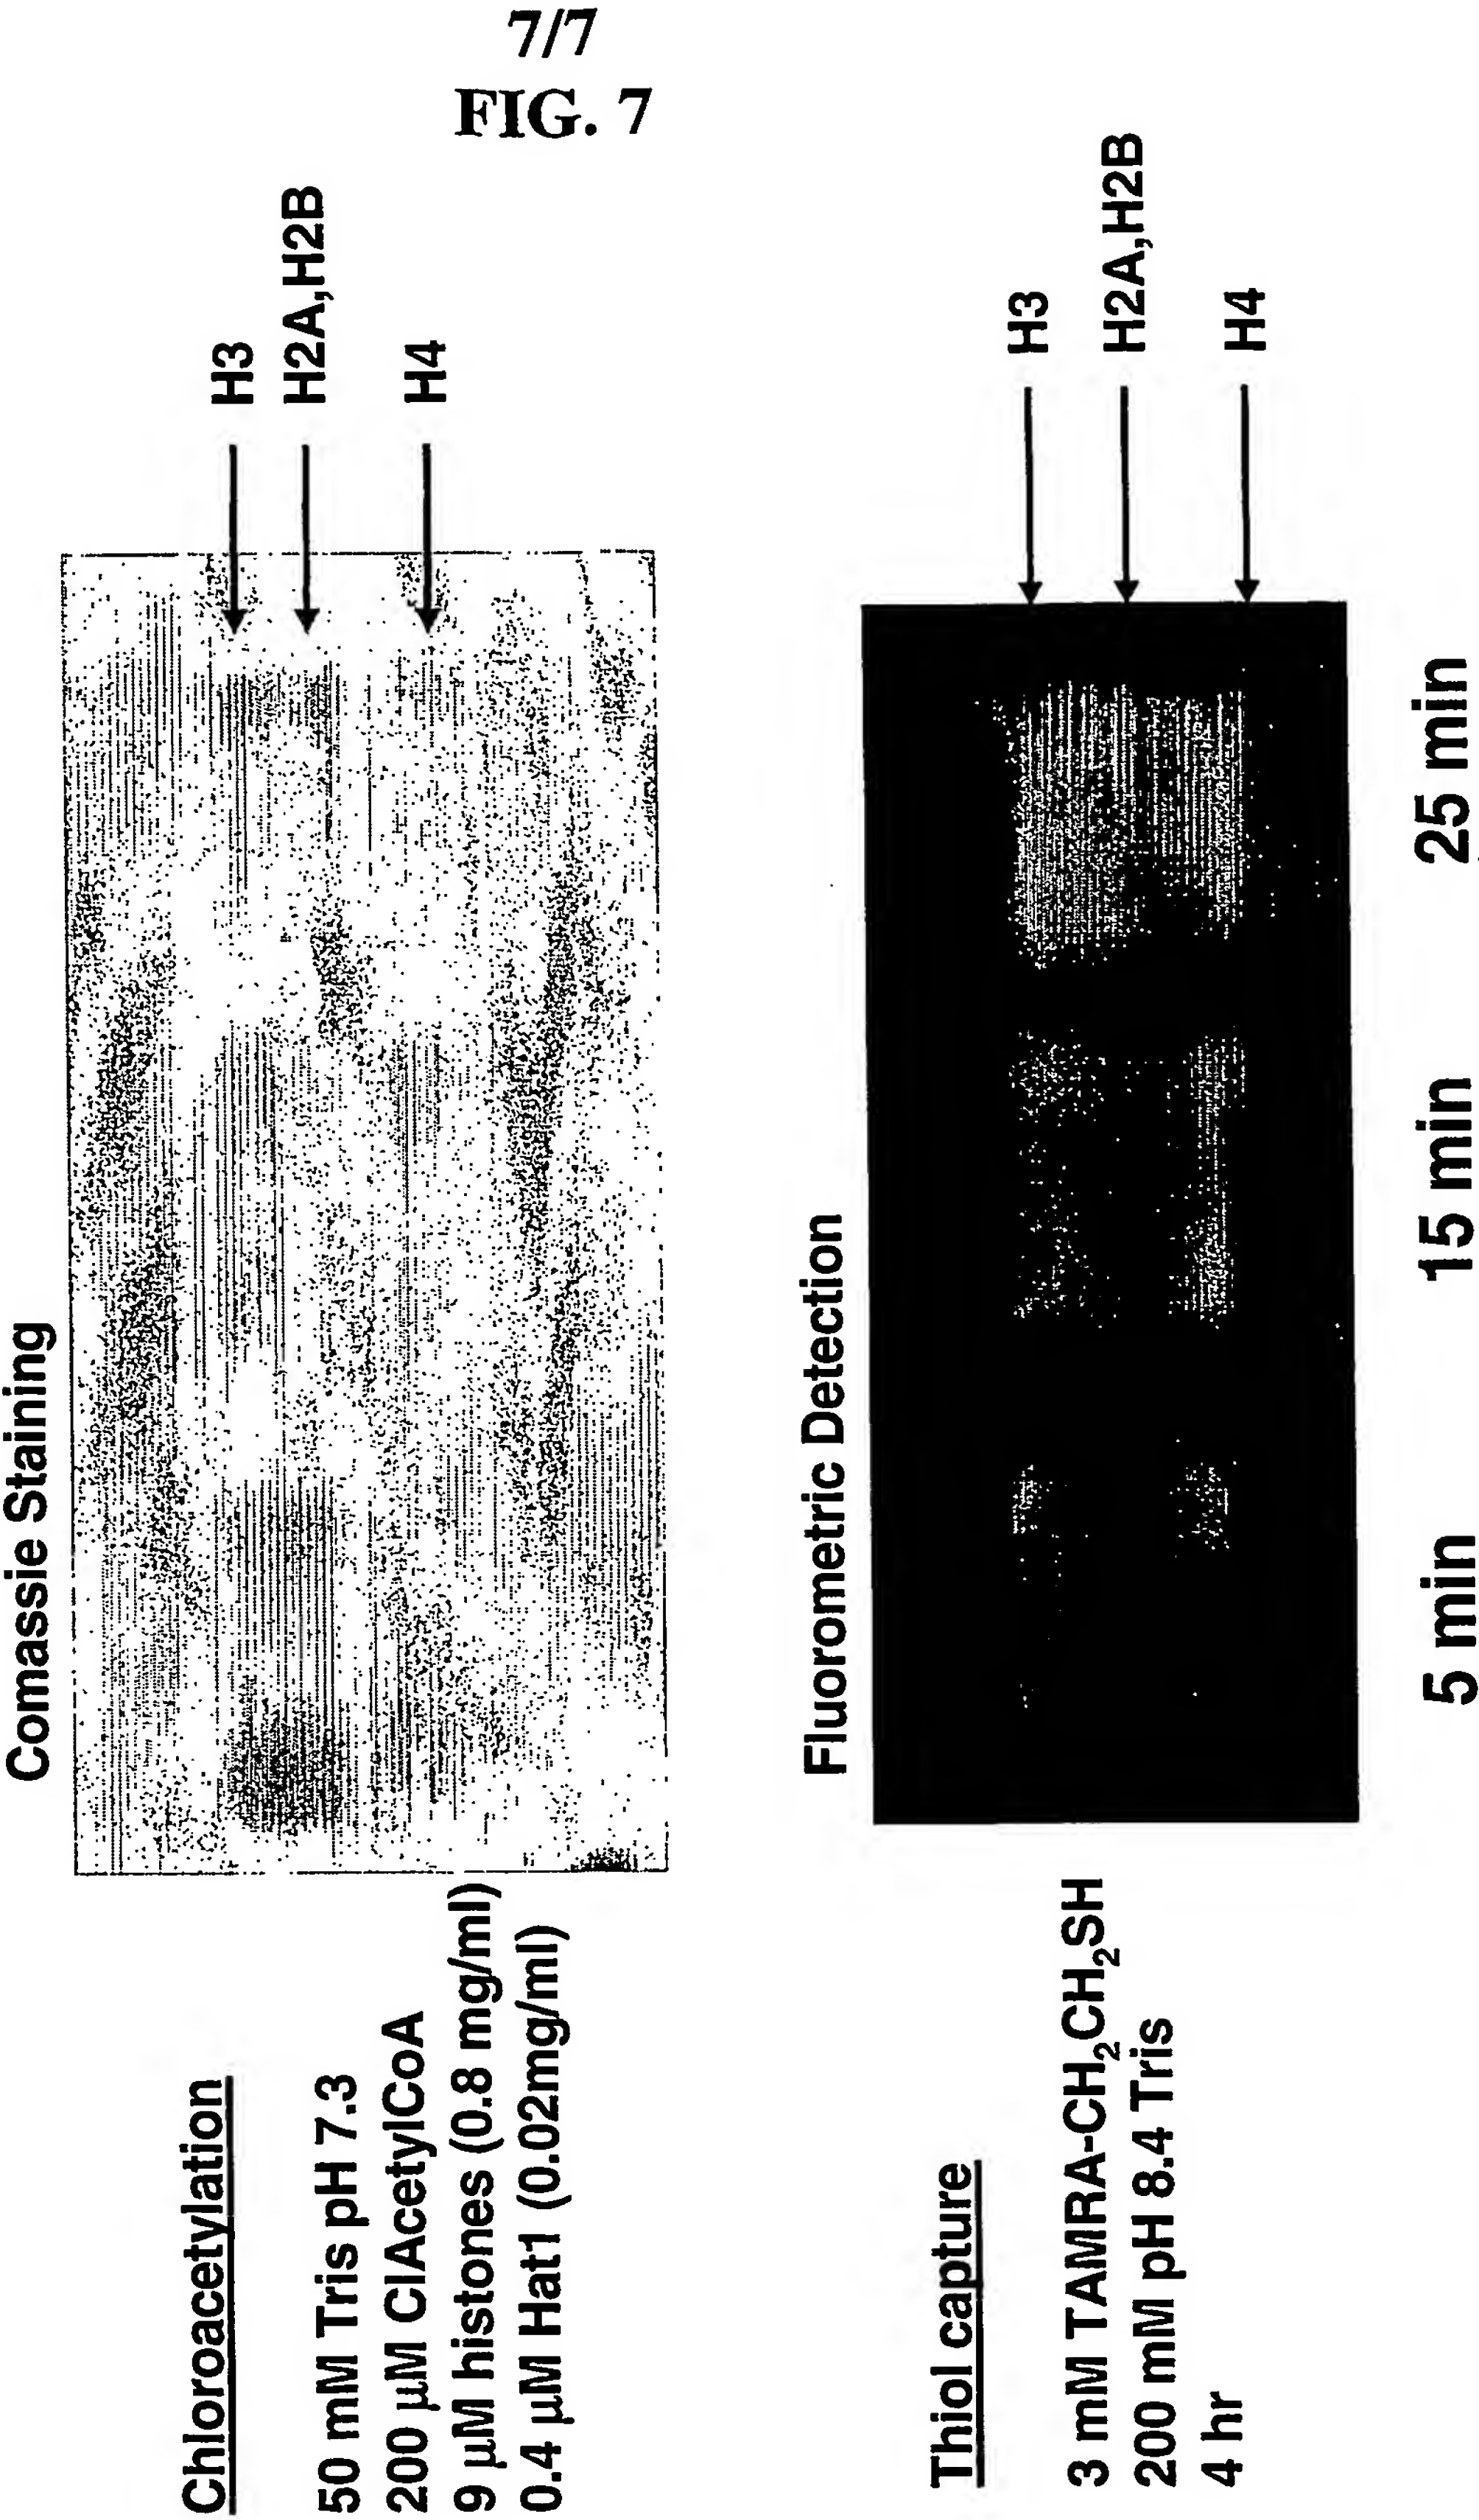 7/7
FIG. 7
Comassie Staining
H3
H2A,H2B
H4
Chloroacetylation
50 mM Tris pH 7.3
200 µM ClAcetylCoA
9 µM histones (0.8 mg/ml)
0.4 µM Hat1 (0.02mg/ml)
Fluorometric Detection
H3
H2A,H2B
H4
Thiol capture
3 mM TAMRA-CH₂CH₂SH
200 mM pH 8.4 Tris
4 hr
5 min
15 min
25 min